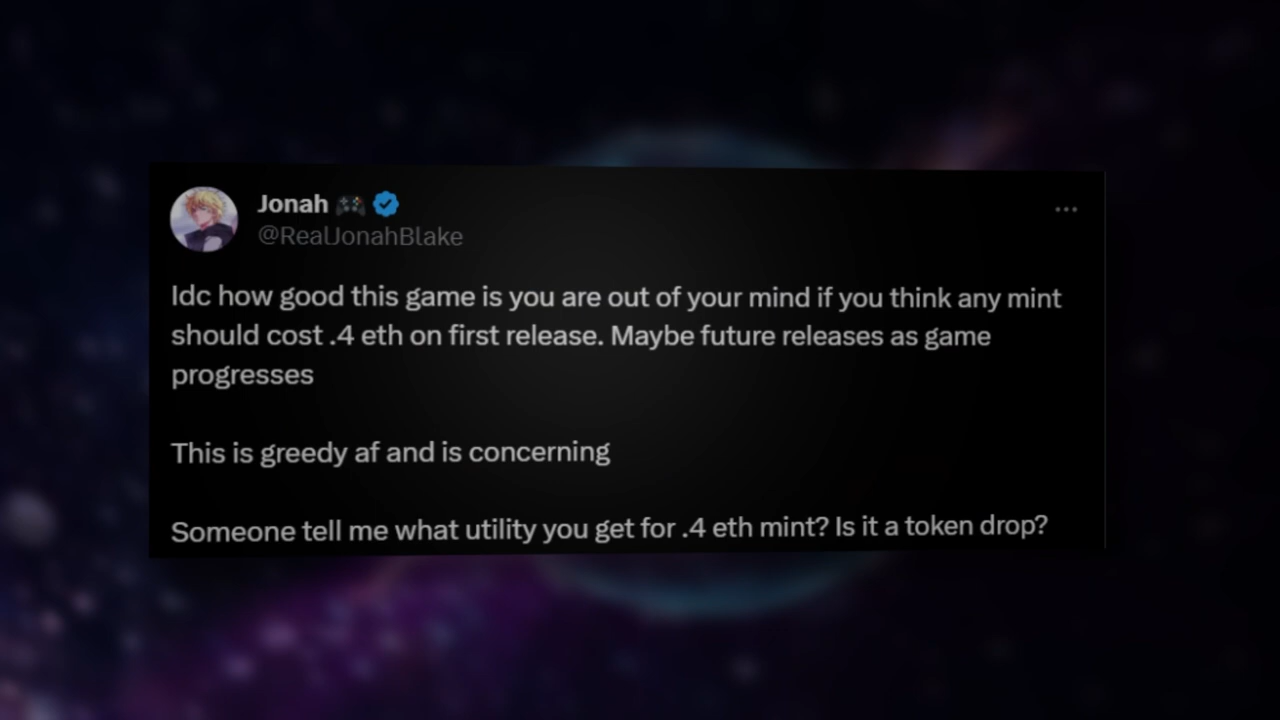 Jonah 🎮
@RealJonahBlake
Idc how good this game is you are out of your mind if you think any mint
should cost .4 eth on first release. Maybe future releases as game
progresses
This is greedy af and is concerning
Someone tell me what utility you get for .4 eth mint? Is it a token drop?